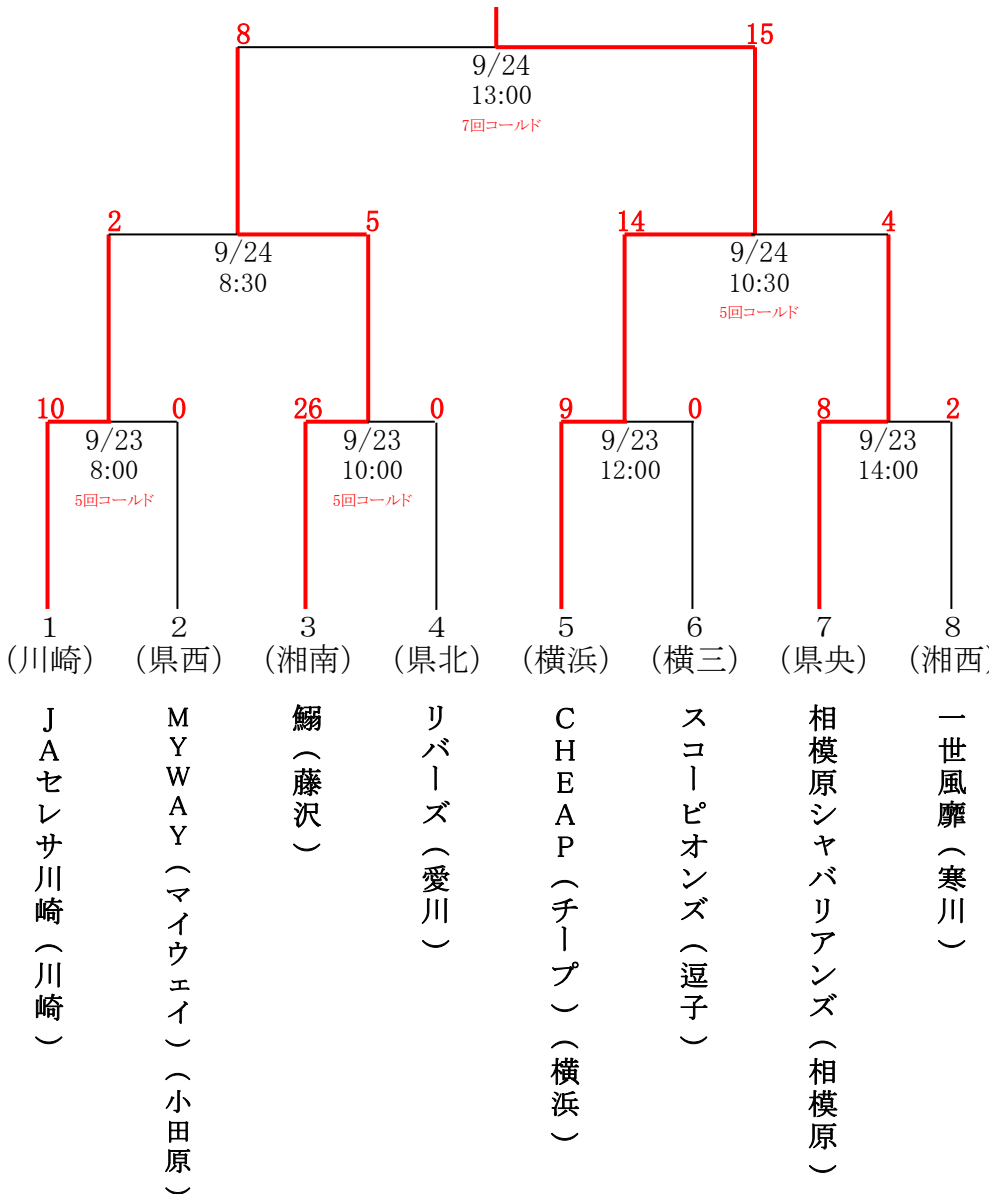 8
15
9/24
13:00
7回コールド
2
5
14
4
9/24
8:30
9/24
10:30
5回コールド
10
0
26
0
9
0
8
2
9/23
8:00
5回コールド
9/23
10:00
5回コールド
9/23
12:00
9/23
14:00
1
2
3
4
5
6
7
8
（川崎）
（県西）
（湘南）
（県北）
（横浜）
（横三）
（県央）
（湘西）
ＪＡセレサ川崎（川崎）
ＭＹＷＡＹ（マイウェイ）（小田原）
鰯（藤沢）
リバーズ（愛川）
ＣＨＥＡＰ（チープ）（横浜）
スコーピオンズ（逗子）
相模原シャバリアンズ（相模原）
一世風靡（寒川）